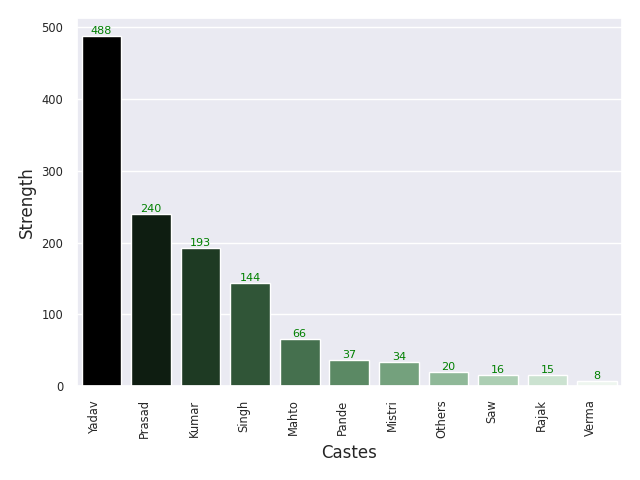 500
400
300
200
100
0
Strength
488
240
193
144
66
37
34
20
16
15
8
Yadav
Prasad
Kumar
Singh
Mahto
Pande
Mistri
Others
Saw
Rajak
Verma
Castes